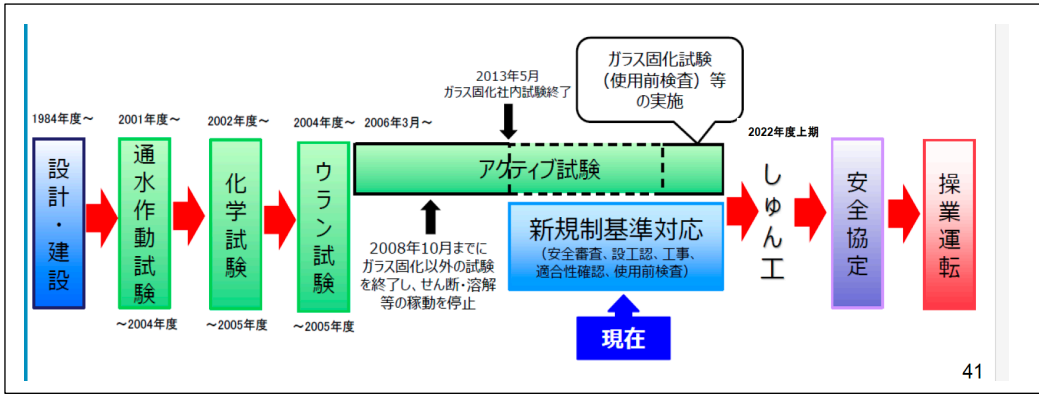 1984年度～
設計・建設
2001年度～
通水作動試験
～2004年度
2002年度～
化学試験
～2005年度
2004年度～
ウラン試験
～2005年度
2006年3月～
2013年5月
ガラス固化社内試験終了
アクティブ試験
ガラス固化試験
（使用前検査）等
の実施
2008年10月までに
ガラス固化以外の試験
を終了し、せん断・溶解
等の稼動を停止
新規制基準対応
（安全審査、設工認、工事、
適合性確認、使用前検査）
現在
2022年度上期
しゅん工
安全協定
操業運転
41